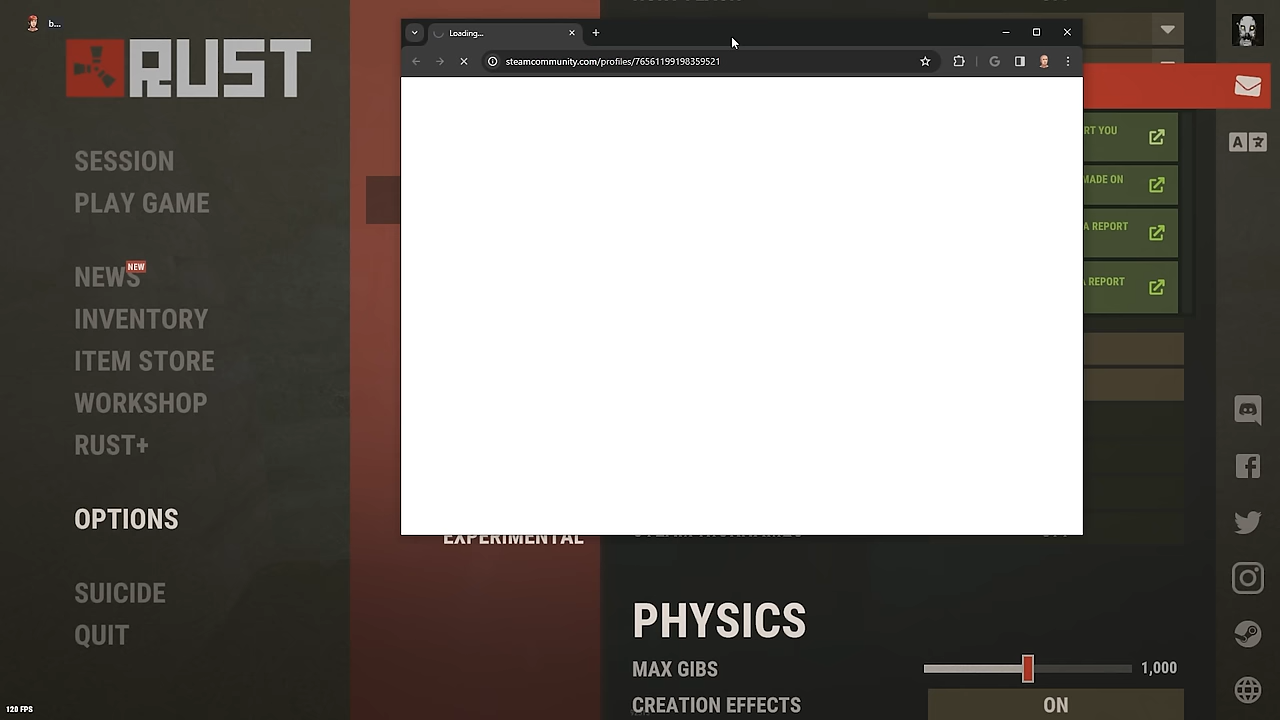 b...
RUST
SESSION
PLAY GAME
NEWS
NEW
INVENTORY
ITEM STORE
WORKSHOP
RUST+
OPTIONS
SUICIDE
QUIT
120 FPS
Loading...
steamcommunity.com/profiles/76561199198359521
RT YOU
MADE ON
A REPORT
REPORT
EXPERIMENTAL
PHYSICS
MAX GIBS
1,000
CREATION EFFECTS
ON